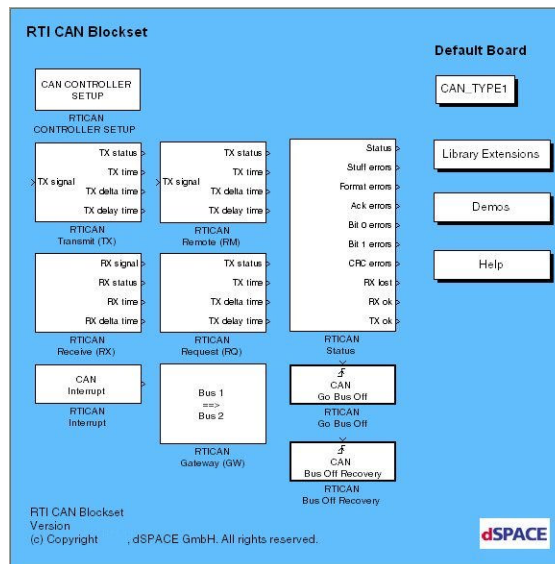 RTI CAN Blockset
Default Board
CAN CONTROLLER
SETUP
RTICAN
CONTROLLER SETUP
CAN_TYPE1
TX signal
TX status
TX time
TX delta time
TX delay time
RTICAN
Transmit (TX)
TX signal
TX status
TX time
TX delta time
TX delay time
RTICAN
Remote (RM)
Status
Stuff errors
Format errors
Ack errors
Bit 0 errors
Bit 1 errors
CRC errors
RX lost
RX ok
TX ok
RTICAN
Status
Library Extensions
Demos
Help
RX signal
RX status
RX time
RX delta time
RTICAN
Receive (RX)
TX status
TX time
TX delta time
TX delay time
RTICAN
Request (RQ)
CAN
Interrupt
RTICAN
Interrupt
Bus 1
==>
Bus 2
RTICAN
Gateway (GW)
CAN
Go Bus Off
RTICAN
Go Bus Off
CAN
Bus Off Recovery
RTICAN
Bus Off Recovery
RTI CAN Blockset
Version
(c) Copyright , dSPACE GmbH. All rights reserved.
dSPACE